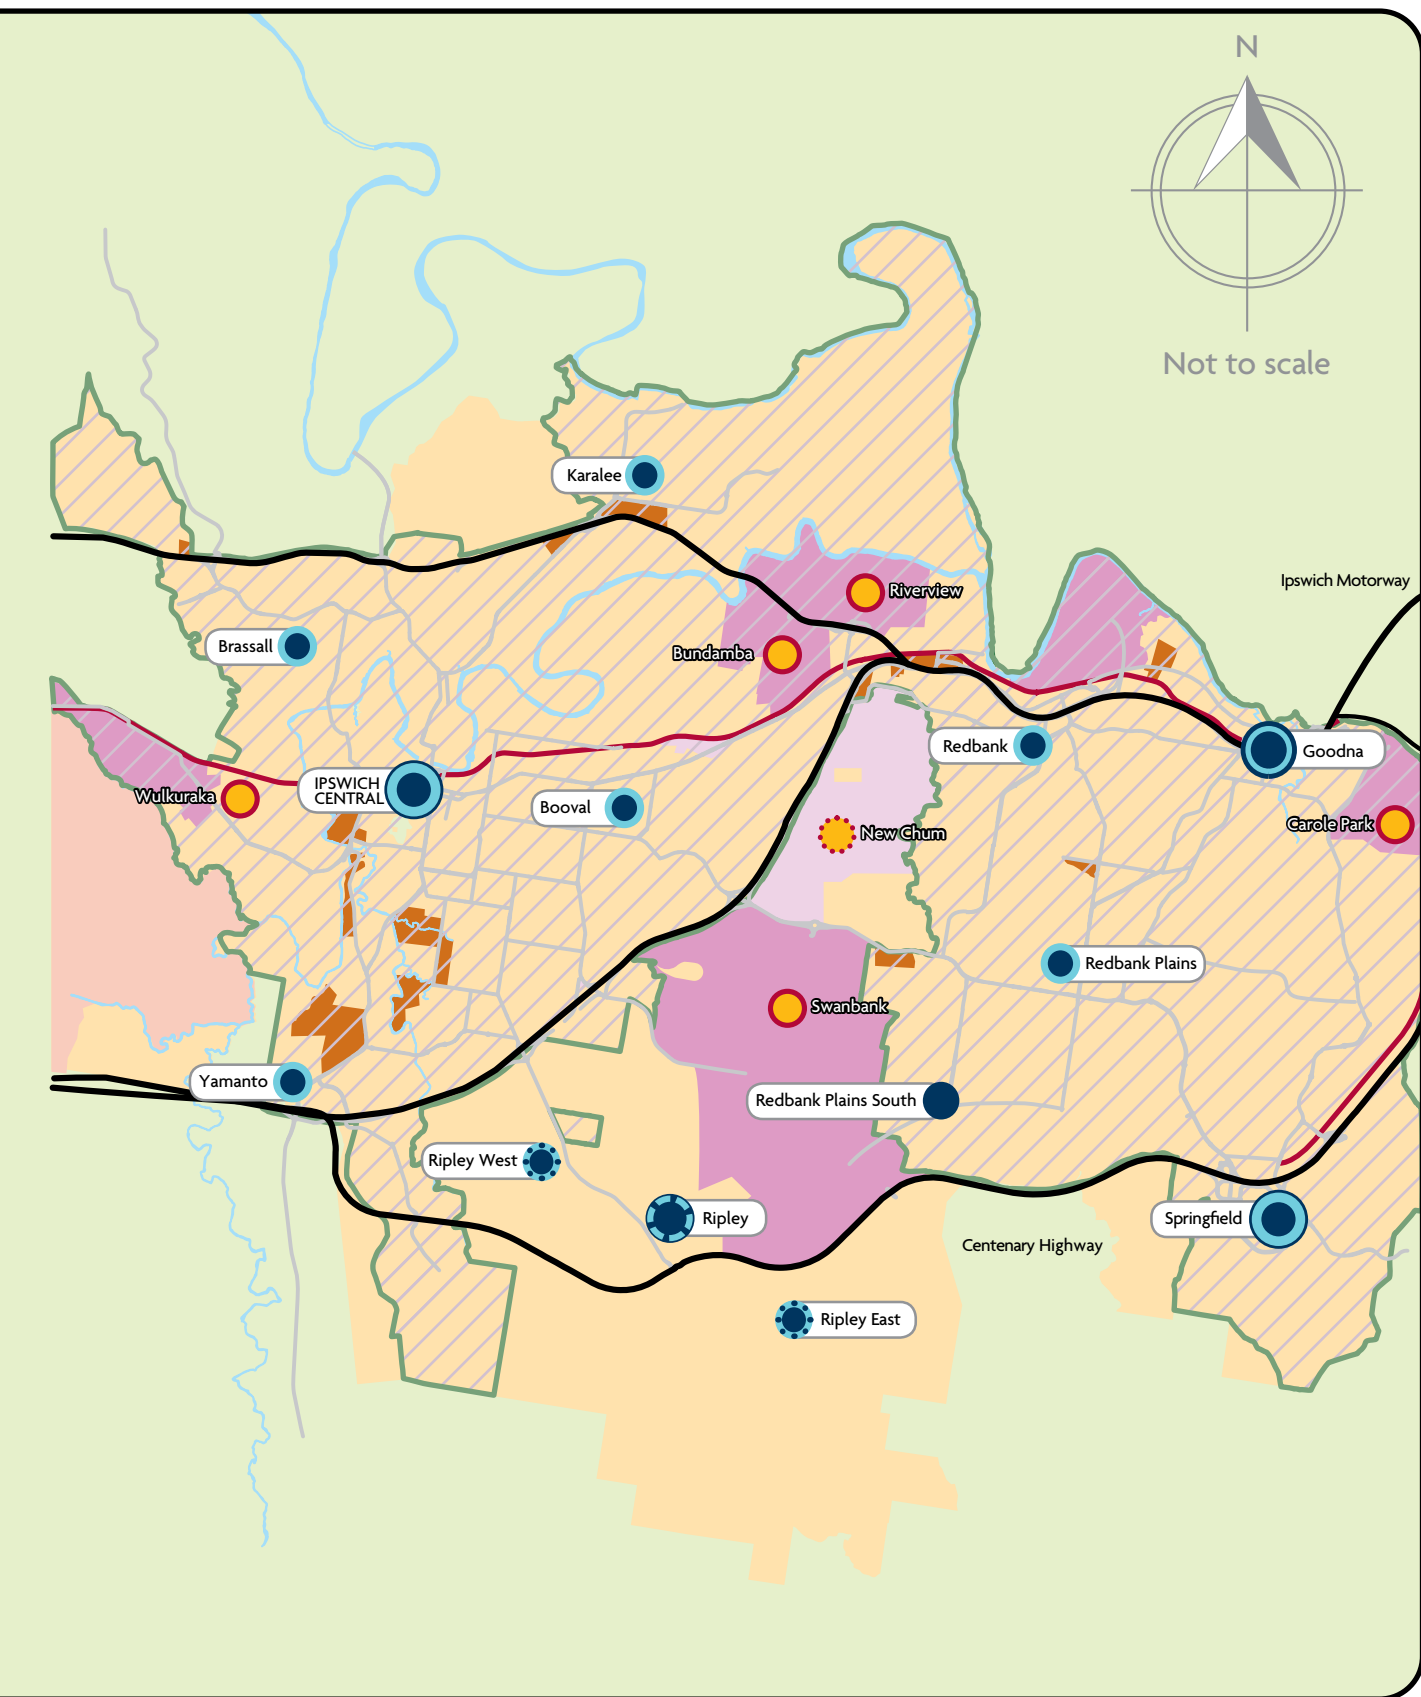 N
Not to scale
Karalee
Ipswich Motorway
Riverview
Brassall
Bundamba
Redbank
Goodna
IPSWICH
CENTRAL
Wulkuraka
Booval
Carole Park
New Chum
Redbank Plains
Swanbank
Yamanto
Redbank Plains South
Ripley West
Ripley
Springfield
Centenary Highway
Ripley East